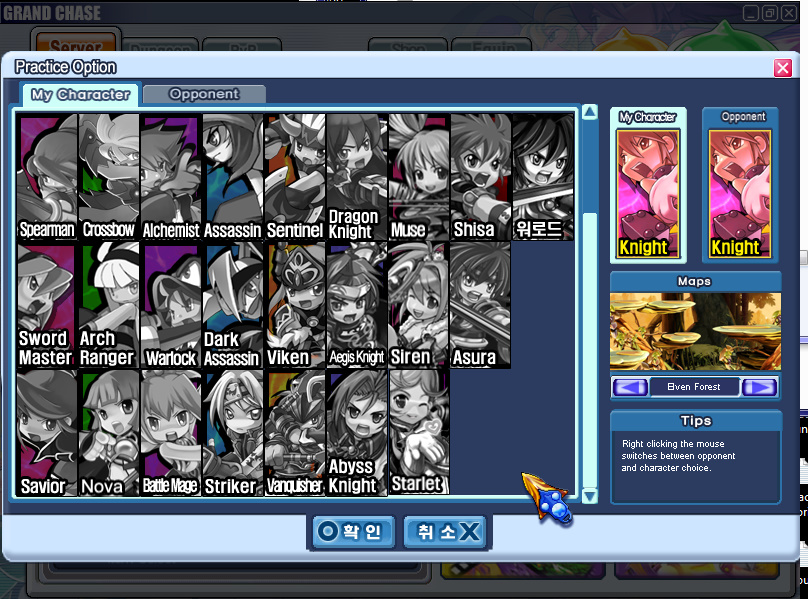 GRAND CHASE
Server
Dungeon
PvP
Shop
Equip
Practice Option
My Character
Opponent
Spearman
Crossbow
Alchemist
Assassin
Sentinel
Dragon
Knight
Muse
Shisa
워로드
Sword
Master
Arch
Ranger
Warlock
Dark
Assassin
Viken
Aegis Knight
Siren
Asura
Savior
Nova
Battle Mage
Striker
Vanquisher
Abyss
Knight
Starlet
My Character
Knight
Opponent
Knight
Maps
Elven Forest
Tips
Right clicking the mouse
switches between opponent
and character choice.
확 인
취 소